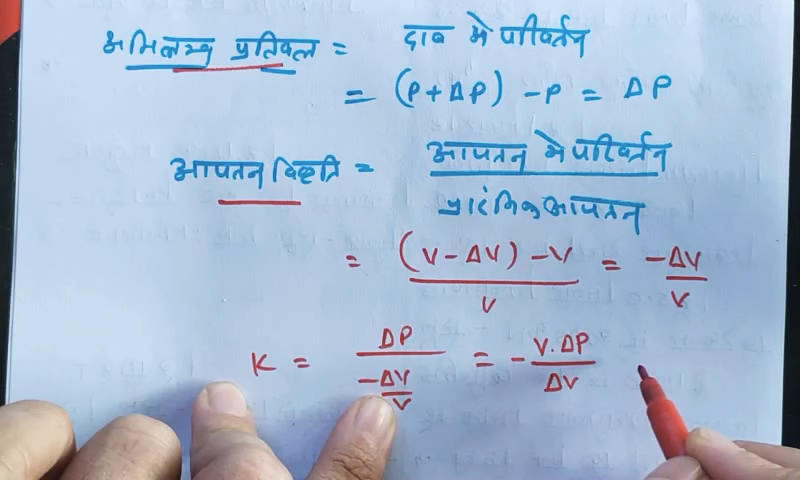 अभिलम्ब प्रतिबल = दाब मे परिवर्तन
= (P + ΔP) - P = ΔP
आयतन विकृति = आयतन मे परिवर्तन / प्रारंभिक आयतन
= (V - ΔV) - V / V = -ΔV / V
K = ΔP / -ΔV/V = - V.ΔP / ΔV